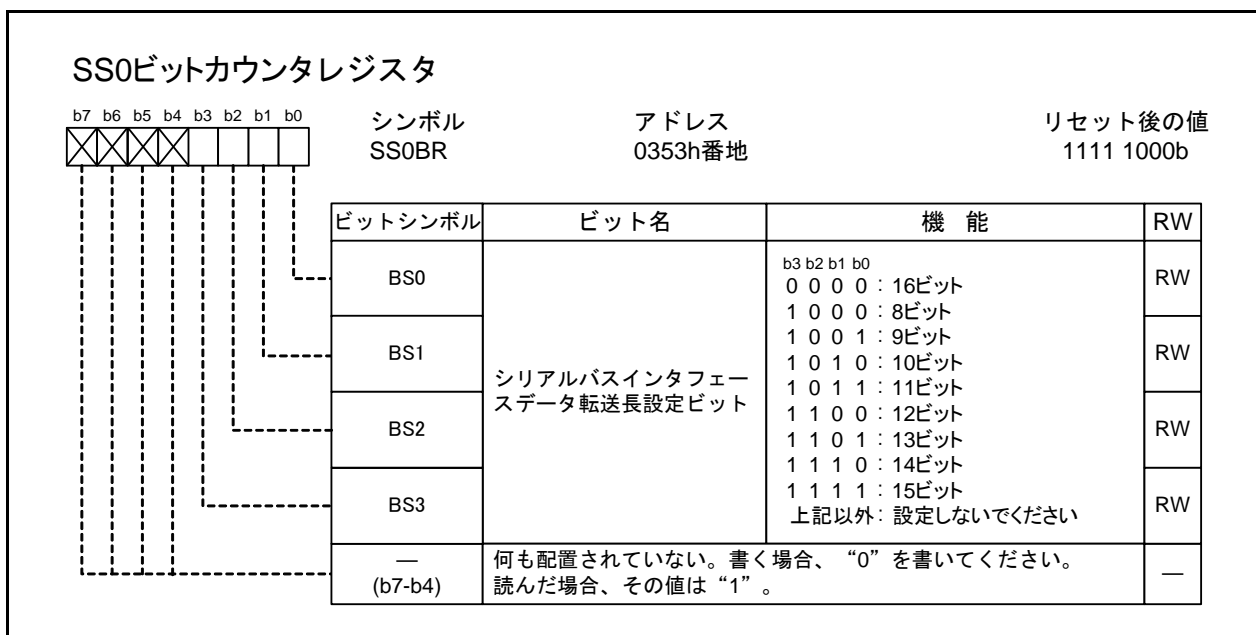 SS0ビットカウンタレジスタ
b7 b6 b5 b4 b3 b2 b1 b0
シンボル アドレス リセット後の値
SS0BR 0353h番地 1111 1000b
ビットシンボル ビット名 機 能 RW
BS0 RW
BS1 RW
BS2 RW
BS3 RW
シリアルバスインタフェー
スデータ転送長設定ビット
b3 b2 b1 b0
0 0 0 0 : 16ビット
1 0 0 0 : 8ビット
1 0 0 1 : 9ビット
1 0 1 0 : 10ビット
1 0 1 1 : 11ビット
1 1 0 0 : 12ビット
1 1 0 1 : 13ビット
1 1 1 0 : 14ビット
1 1 1 1 : 15ビット
上記以外: 設定しないでください
—
(b7-b4)
何も配置されていない。書く場合、“0”を書いてください。
読んだ場合、その値は“1”。
—